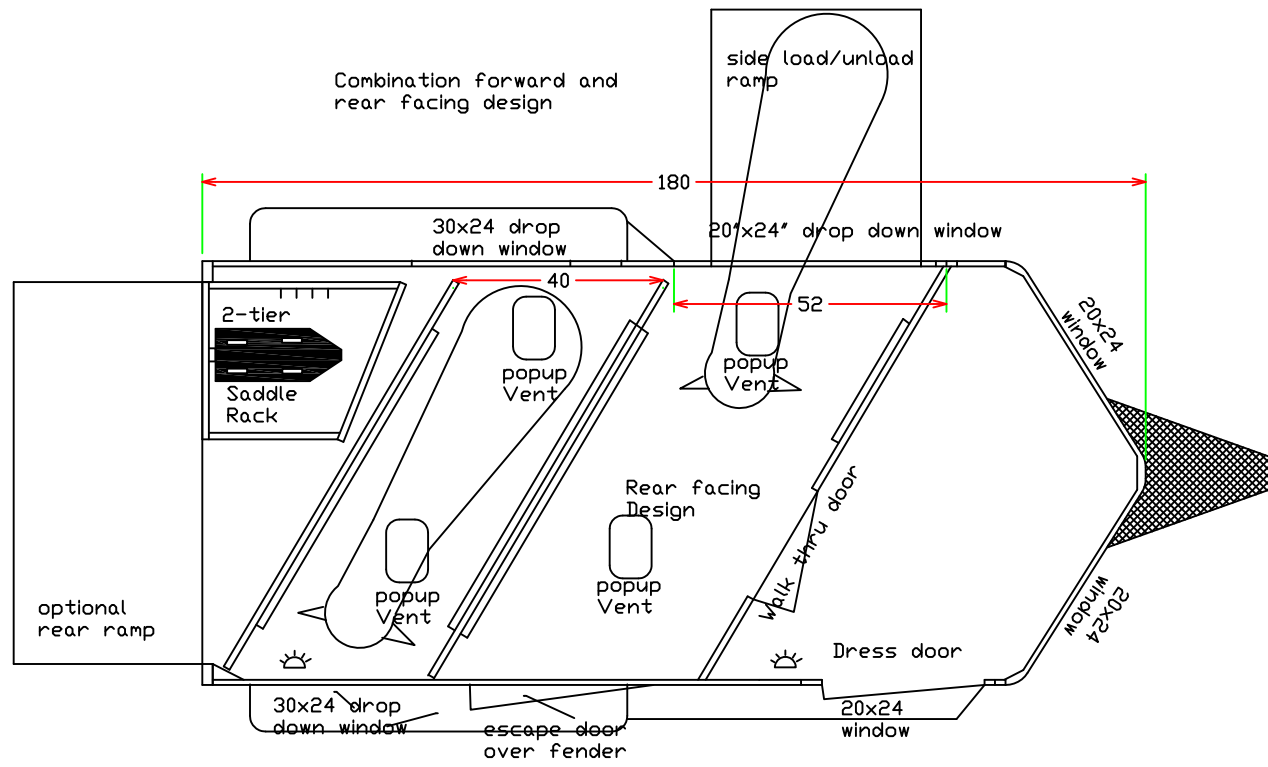 Combination forward and
rear facing design
side load/unload
ramp
180
30x24 drop
down window
20"x24" drop down window
40
52
2-tier
Saddle
Rack
popup
Vent
popup
Vent
20x24
window
Rear facing
Design
Walk thru door
popup
Vent
popup
Vent
optional
rear ramp
20x24
window
Dress door
30x24 drop
down window
escape door
over fender
20x24
window